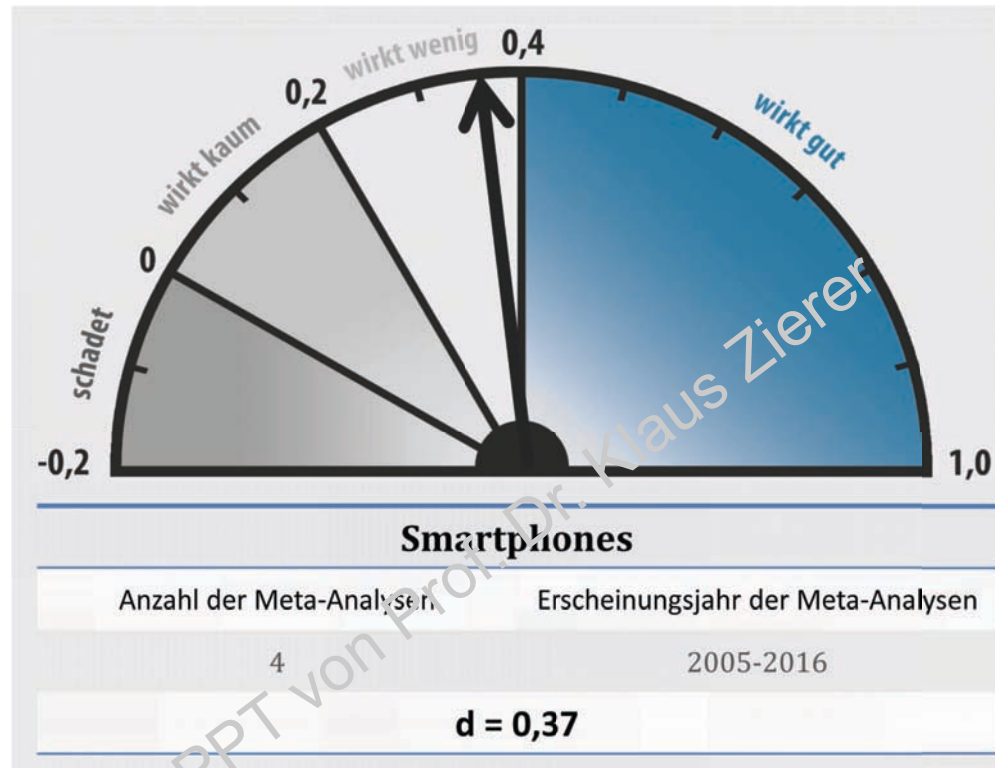 0,4
wirkt wenig
0,2
wirkt gut
wirkt kaum
0
schadet
-0,2
1,0
Smartphones
Anzahl der Meta-Analysen Erscheinungsjahr der Meta-Analysen
4 2005-2016
d = 0,37
PPT von Prof. Dr. Klaus Zierer